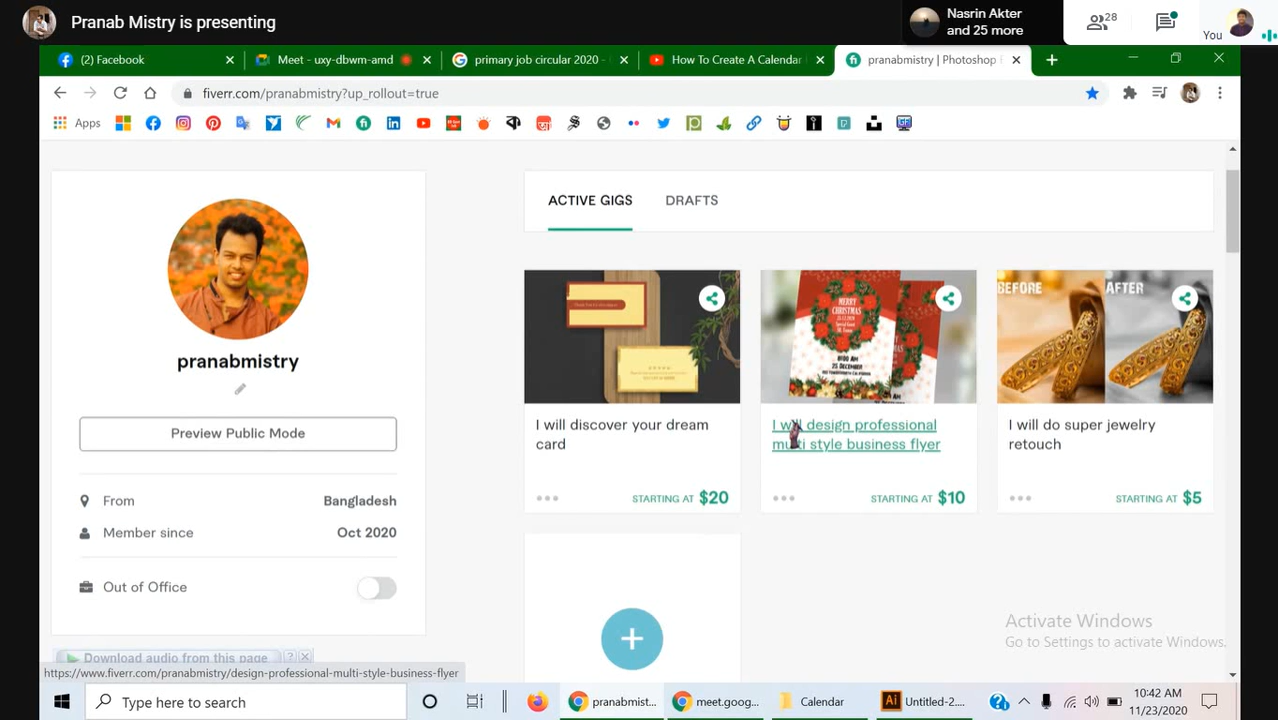 Pranab Mistry is presenting
Nasrin Akter
and 25 more
28
You
(2) Facebook
Meet - uxy-dbwm-amd
primary job circular 2020 -
How To Create A Calendar
pranabmistry | Photoshop
fiverr.com/pranabmistry?up_rollout=true
Apps
ACTIVE GIGS
DRAFTS
pranabmistry
Preview Public Mode
From
Bangladesh
Member since
Oct 2020
Out of Office
MERRY
CHRISTMAS
25 DECEMBER
BEFORE
AFTER
I will discover your dream
card
I will design professional
multi style business flyer
I will do super jewelry
retouch
STARTING AT $20
STARTING AT $10
STARTING AT $5
Activate Windows
Go to Settings to activate Windows.
Download audio from this page
?
https://www.fiverr.com/pranabmistry/design-professional-multi-style-business-flyer
Type here to search
pranabmist...
meet.goog...
Calendar
Ai
Untitled-2...
10:42 AM
11/23/2020